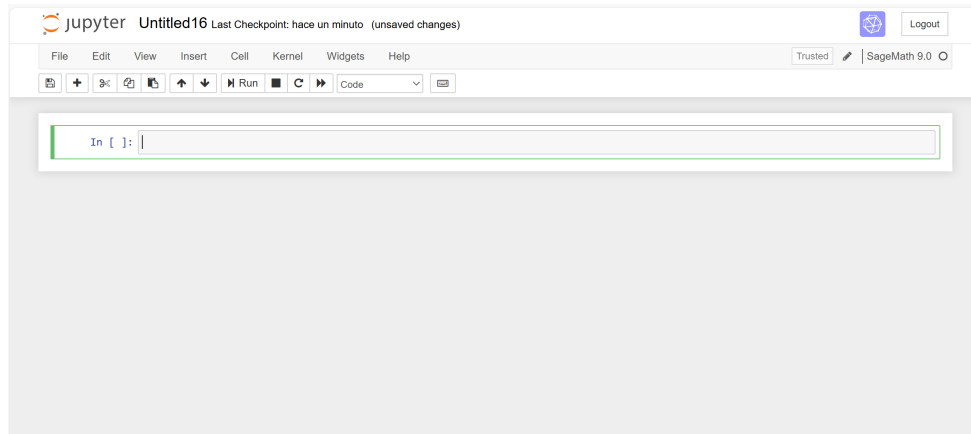 jupyter Untitled16 Last Checkpoint: hace un minuto (unsaved changes) Logout
File Edit View Insert Cell Kernel Widgets Help Trusted SageMath 9.0
Run Code
In [ ]: